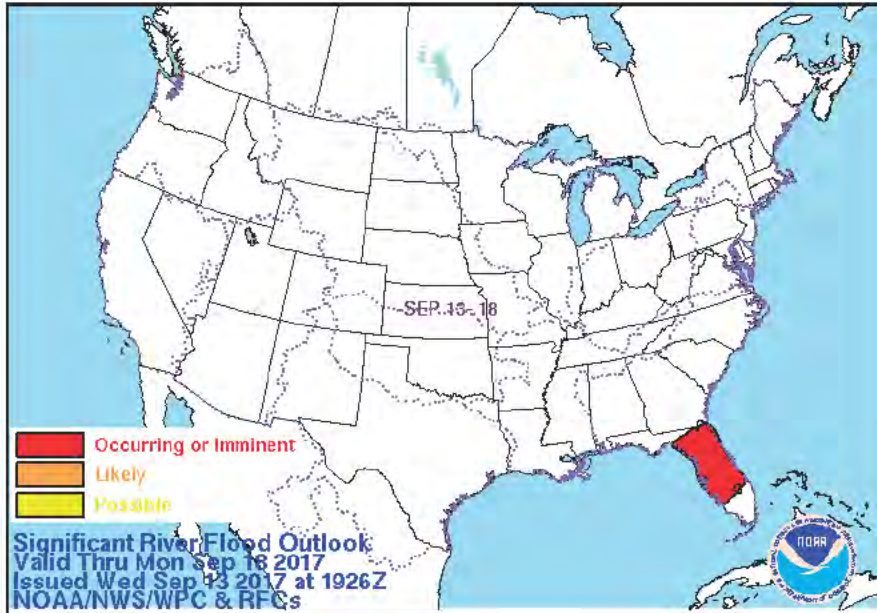 SEP 13-18
Occurring or Imminent
Likely
Possible
Significant River Flood Outlook
Valid Thru Mon Sep 18 2017
Issued Wed Sep 13 2017 at 1926Z
NOAA/NWS/WPC & RFCs
NOAA